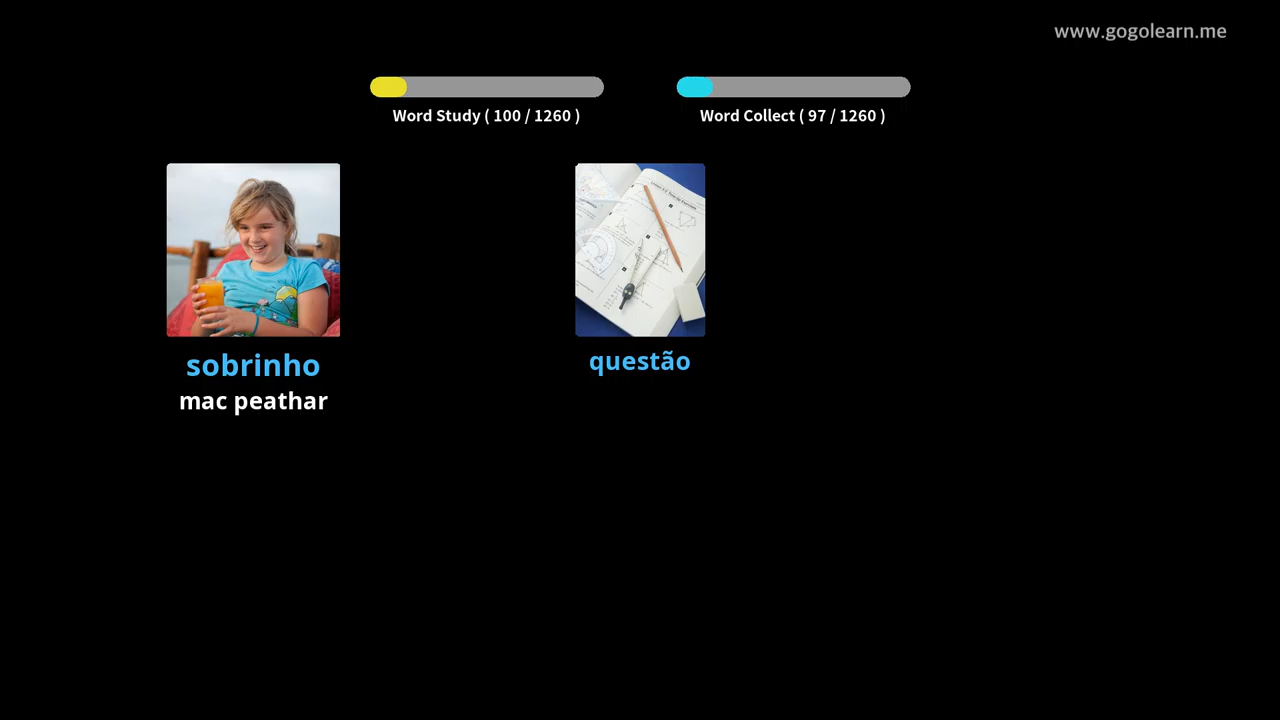 www.gogolearn.me
Word Study ( 100 / 1260 )
Word Collect ( 97 / 1260 )
sobrinho
mac peathar
questão